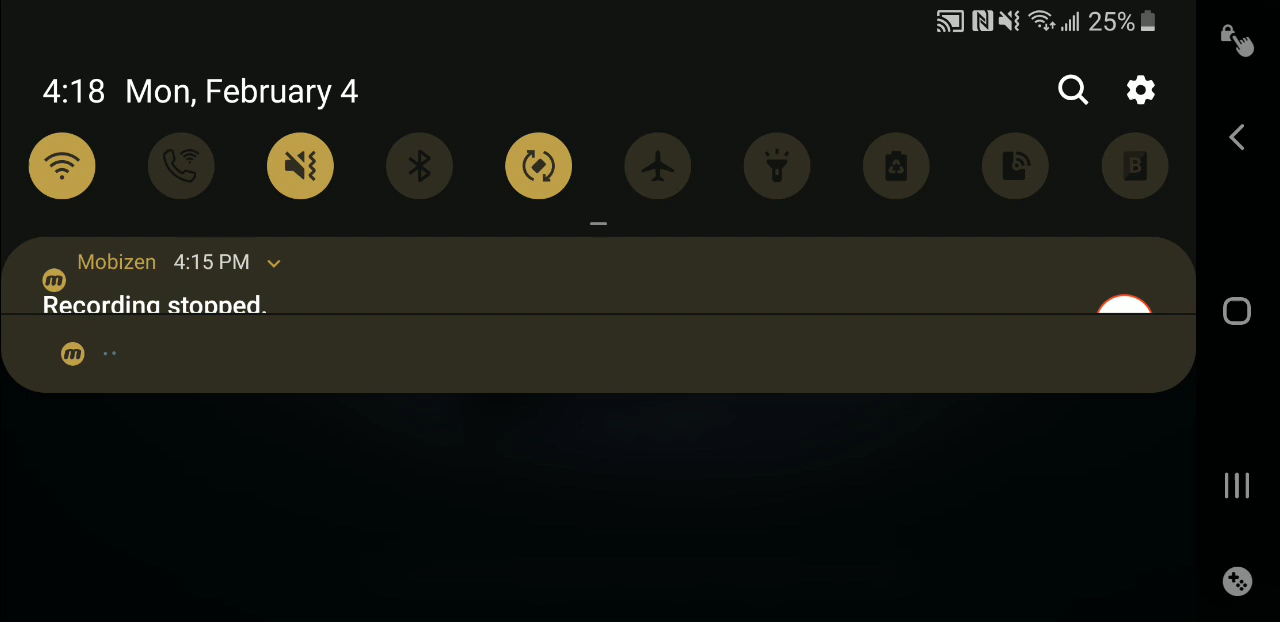 25%
4:18 Mon, February 4
B
Mobizen 4:15 PM
m
Recording stopped.
m